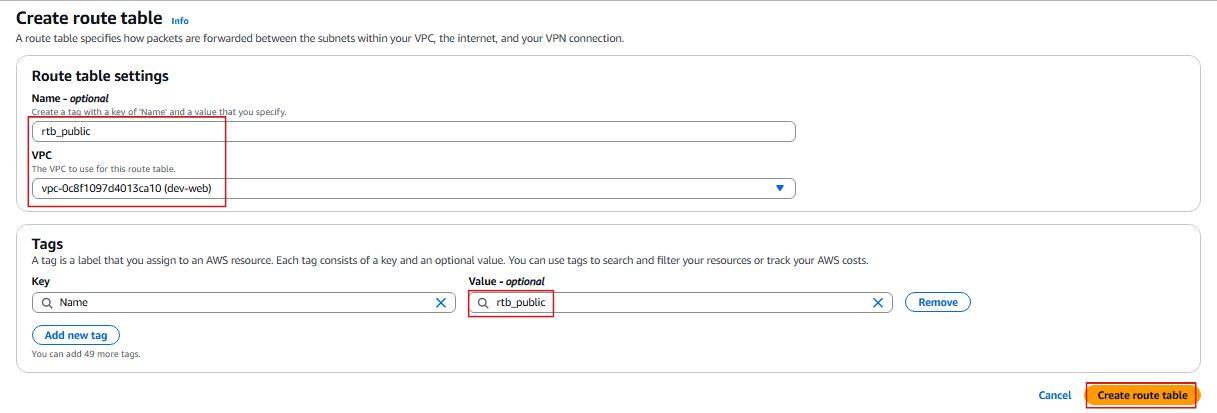 Create route table Info
A route table specifies how packets are forwarded between the subnets within your VPC, the internet, and your VPN connection.
Route table settings
Name - optional
Create a tag with a key of 'Name' and a value that you specify.
rtb_public
VPC
The VPC to use for this route table.
vpc-0c8f1097d4013ca10 (dev-web)
Tags
A tag is a label that you assign to an AWS resource. Each tag consists of a key and an optional value. You can use tags to search and filter your resources or track your AWS costs.
Key Value - optional
Name rtb_public Remove
Add new tag
You can add 49 more tags.
Cancel Create route table